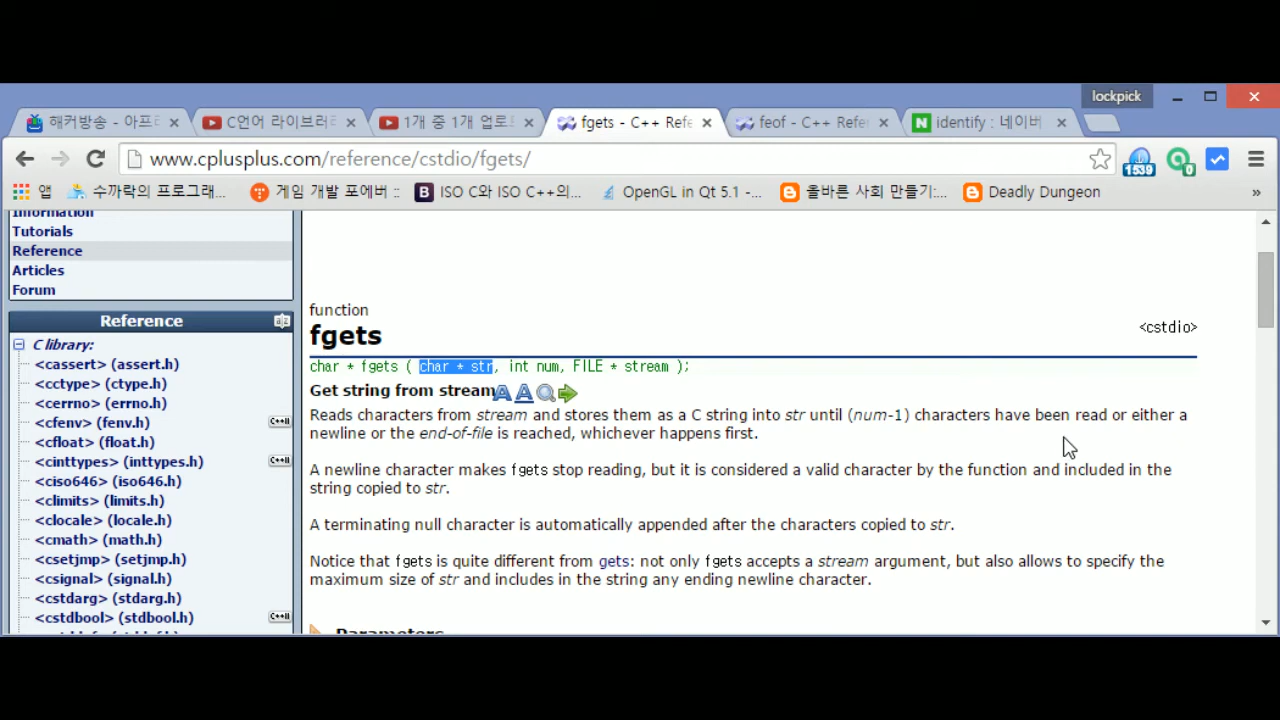 lockpick
해커방송 - 아프리
C언어 라이브러리
1개 중 1개 업로드
fgets - C++ Refe
feof - C++ Refer
identify : 네이버
www.cplusplus.com/reference/cstdio/fgets/
1539
0
앱
수까락의 프로그래...
게임 개발 포에버 ::
ISO C와 ISO C++의...
OpenGL in Qt 5.1 -...
올바른 사회 만들기:...
Deadly Dungeon
»
Information
Tutorials
Reference
Articles
Forum
Reference
C library:
<cassert> (assert.h)
<cctype> (ctype.h)
<cerrno> (errno.h)
<cfenv> (fenv.h)
<cfloat> (float.h)
<cinttypes> (inttypes.h)
<ciso646> (iso646.h)
<climits> (limits.h)
<clocale> (locale.h)
<cmath> (math.h)
<csetjmp> (setjmp.h)
<csignal> (signal.h)
<cstdarg> (stdarg.h)
<cstdbool> (stdbool.h)
function
fgets
<cstdio>
char * fgets ( char * str, int num, FILE * stream );
Get string from stream
Reads characters from stream and stores them as a C string into str until (num-1) characters have been read or either a
newline or the end-of-file is reached, whichever happens first.
A newline character makes fgets stop reading, but it is considered a valid character by the function and included in the
string copied to str.
A terminating null character is automatically appended after the characters copied to str.
Notice that fgets is quite different from gets: not only fgets accepts a stream argument, but also allows to specify the
maximum size of str and includes in the string any ending newline character.
Parameters